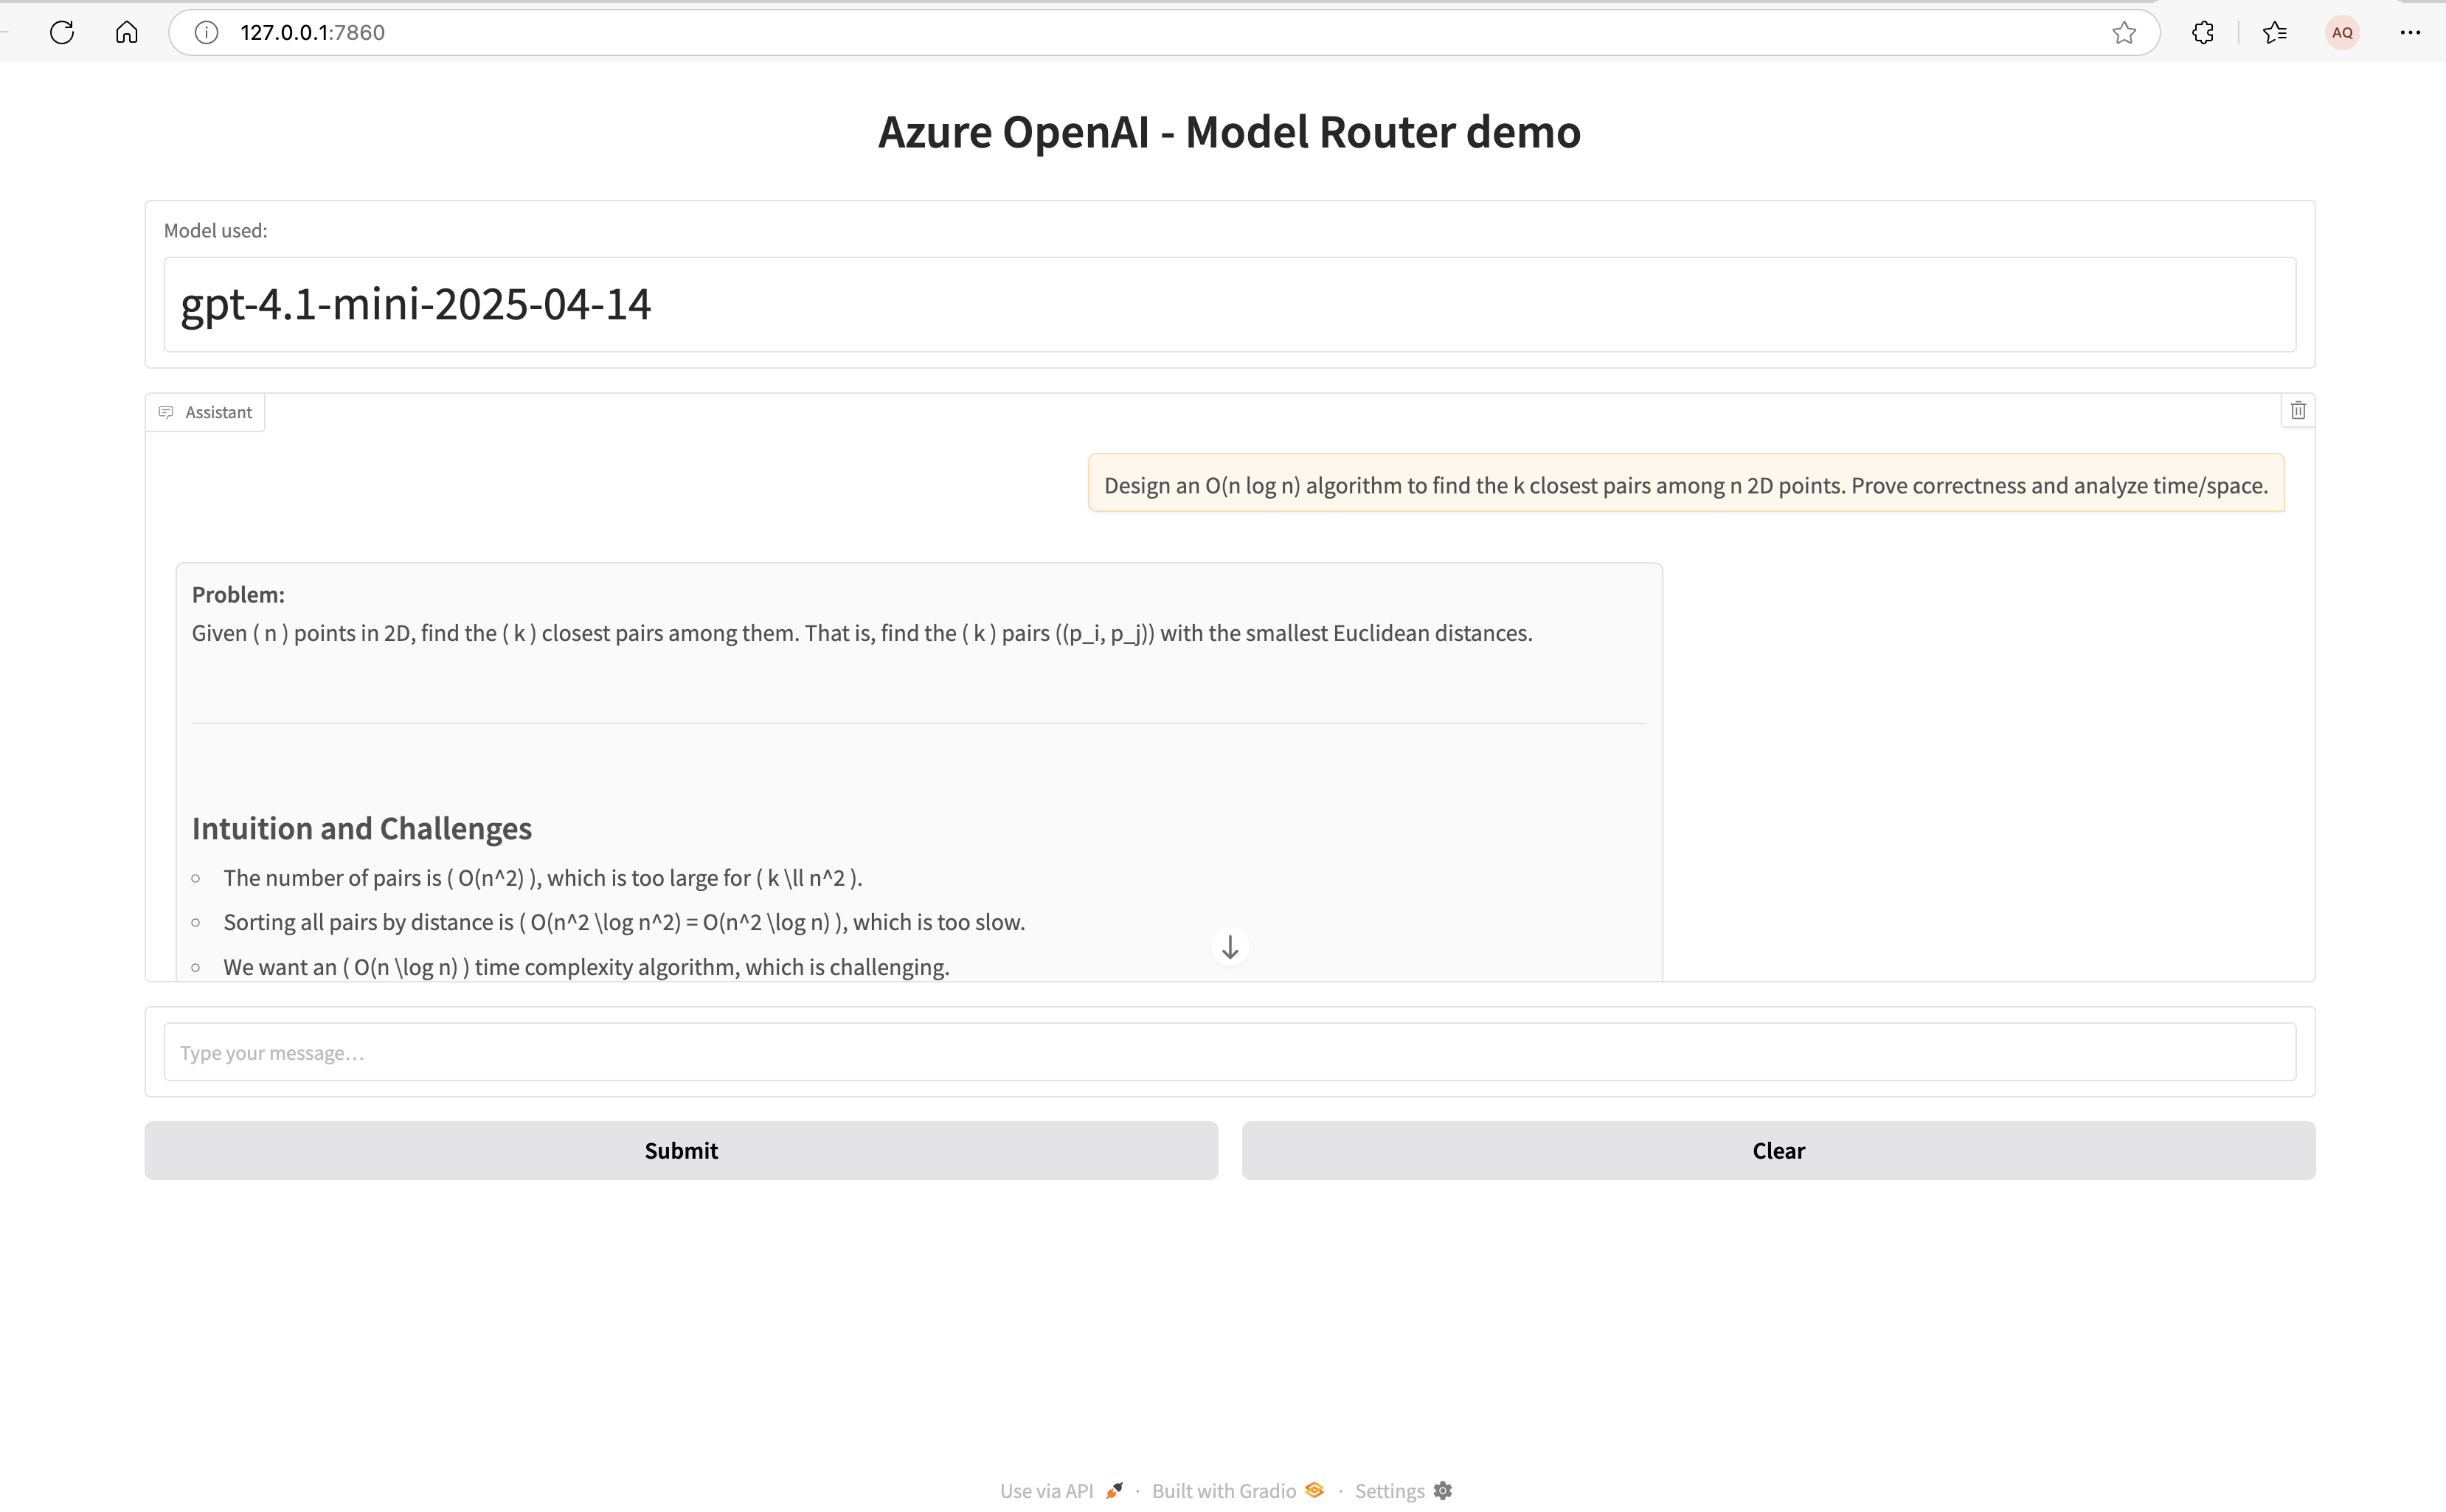 127.0.0.1:7860
AQ
Azure OpenAI - Model Router demo
Model used:
gpt-4.1-mini-2025-04-14
Assistant
Design an O(n log n) algorithm to find the k closest pairs among n 2D points. Prove correctness and analyze time/space.
Problem:
Given ( n ) points in 2D, find the ( k ) closest pairs among them. That is, find the ( k ) pairs ((p_i, p_j)) with the smallest Euclidean distances.
Intuition and Challenges
The number of pairs is ( O(n^2) ), which is too large for ( k \ll n^2 ).
Sorting all pairs by distance is ( O(n^2 \log n^2) = O(n^2 \log n) ), which is too slow.
We want an ( O(n \log n) ) time complexity algorithm, which is challenging.
Type your message...
Submit
Clear
Use via API · Built with Gradio · Settings